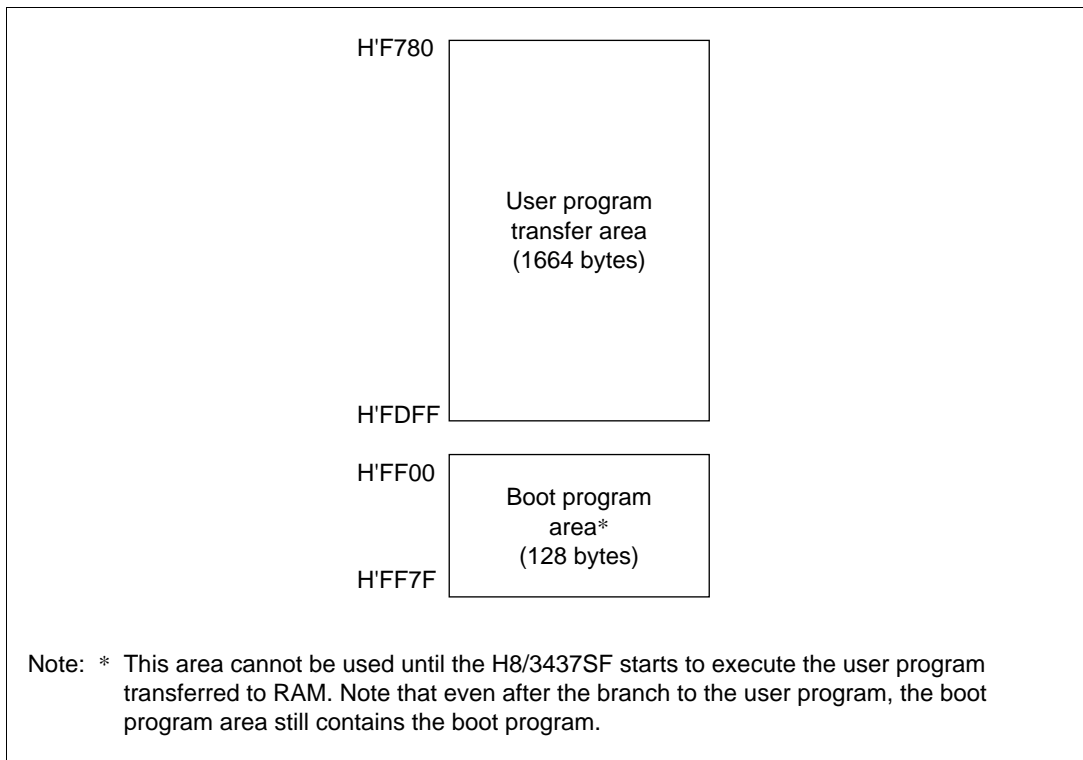 H'F780
User program
transfer area
(1664 bytes)
H'FDFF
H'FF00
Boot program
area*
(128 bytes)
H'FF7F
Note: * This area cannot be used until the H8/3437SF starts to execute the user program
transferred to RAM. Note that even after the branch to the user program, the boot
program area still contains the boot program.